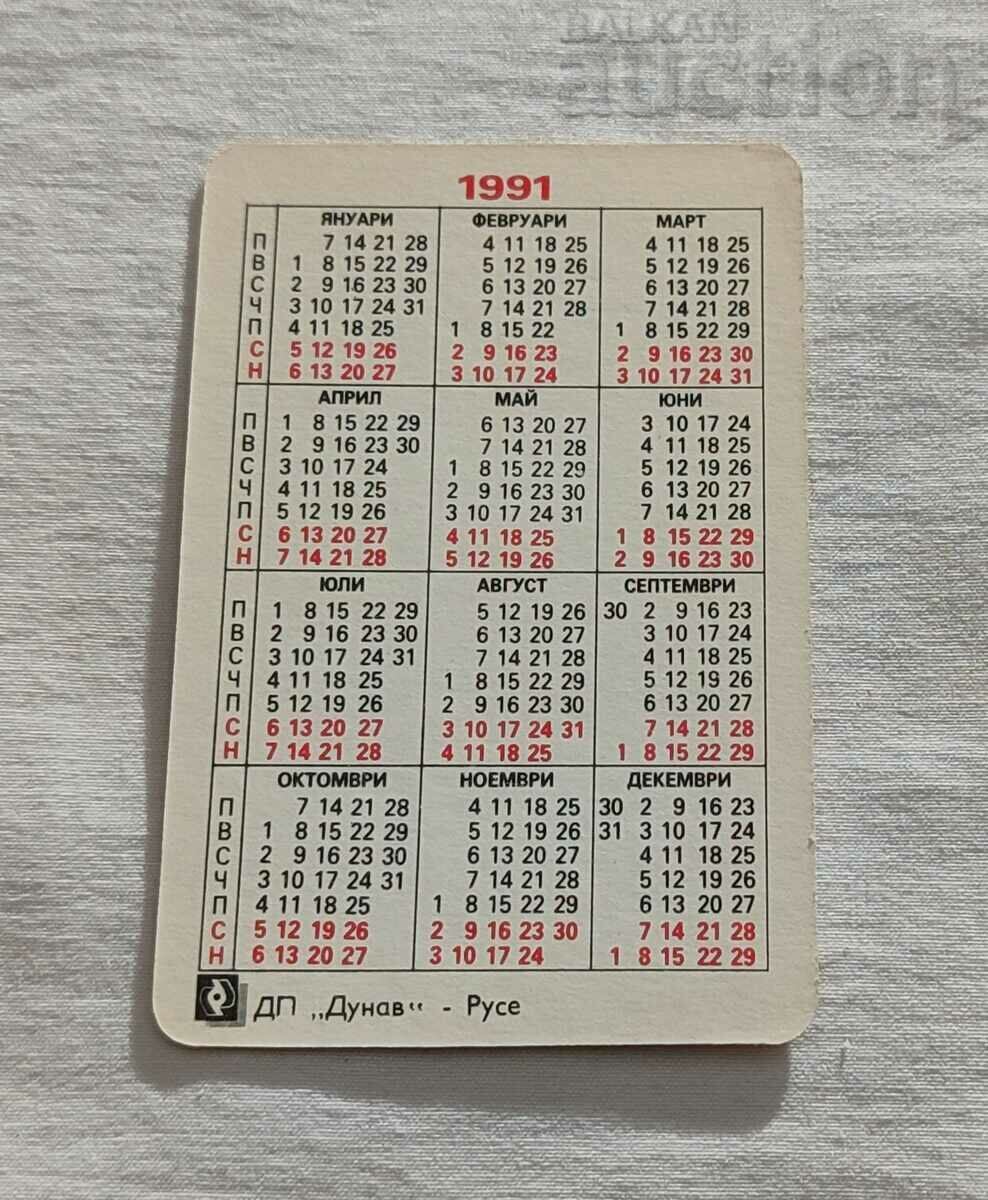 BALKAN
auction
1991
ЯНУАРИ ФЕВРУАРИ МАРТ
П 7 14 21 28 4 11 18 25 4 11 18 25
В 1 8 15 22 29 5 12 19 26 5 12 19 26
С 2 9 16 23 30 6 13 20 27 6 13 20 27
Ч 3 10 17 24 31 7 14 21 28 7 14 21 28
П 4 11 18 25 1 8 15 22 1 8 15 22 29
С 5 12 19 26 2 9 16 23 2 9 16 23 30
Н 6 13 20 27 3 10 17 24 3 10 17 24 31
АПРИЛ МАЙ ЮНИ
П 1 8 15 22 29 6 13 20 27 3 10 17 24
В 2 9 16 23 30 7 14 21 28 4 11 18 25
С 3 10 17 24 1 8 15 22 29 5 12 19 26
Ч 4 11 18 25 2 9 16 23 30 6 13 20 27
П 5 12 19 26 3 10 17 24 31 7 14 21 28
С 6 13 20 27 4 11 18 25 1 8 15 22 29
Н 7 14 21 28 5 12 19 26 2 9 16 23 30
ЮЛИ АВГУСТ СЕПТЕМВРИ
П 1 8 15 22 29 5 12 19 26 30 2 9 16 23
В 2 9 16 23 30 6 13 20 27 3 10 17 24
С 3 10 17 24 31 7 14 21 28 4 11 18 25
Ч 4 11 18 25 1 8 15 22 29 5 12 19 26
П 5 12 19 26 2 9 16 23 30 6 13 20 27
С 6 13 20 27 3 10 17 24 31 7 14 21 28
Н 7 14 21 28 4 11 18 25 1 8 15 22 29
ОКТОМВРИ НОЕМВРИ ДЕКЕМВРИ
П 7 14 21 28 4 11 18 25 30 2 9 16 23
В 1 8 15 22 29 5 12 19 26 31 3 10 17 24
С 2 9 16 23 30 6 13 20 27 4 11 18 25
Ч 3 10 17 24 31 7 14 21 28 5 12 19 26
П 4 11 18 25 1 8 15 22 29 6 13 20 27
С 5 12 19 26 2 9 16 23 30 7 14 21 28
Н 6 13 20 27 3 10 17 24 1 8 15 22 29
ДП „Дунав“ - Русе